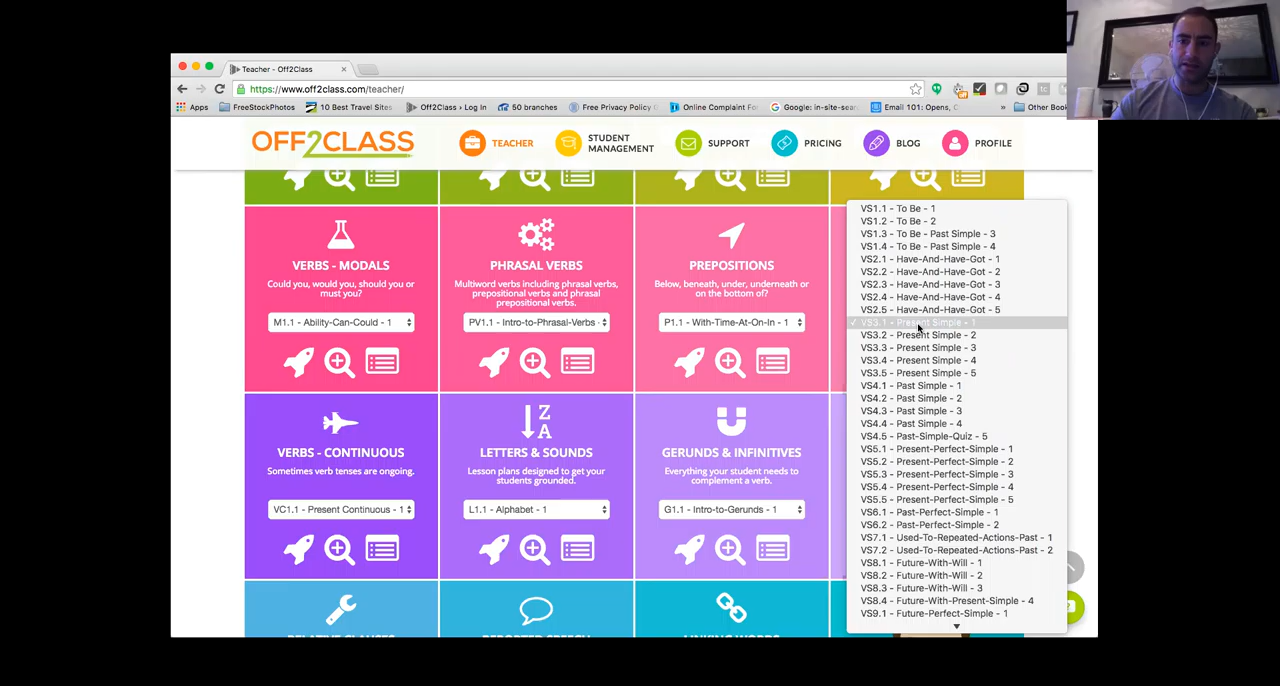 Teacher - Off2Class
https://www.off2class.com/teacher/
Apps
FreeStockPhotos
10 Best Travel Sites
Off2Class › Log In
50 branches
Free Privacy Policy
Online Complaint For
Google: in-site-sear
Email 101: Opens, C
»
Other Book
OFF2CLASS
TEACHER
STUDENT
MANAGEMENT
SUPPORT
PRICING
BLOG
PROFILE
VERBS - MODALS
Could you, would you, should you or
must you?
M1.1 - Ability-Can-Could - 1
PHRASAL VERBS
Multiword verbs including phrasal verbs,
prepositional verbs and phrasal
prepositional verbs.
PV1.1 - Intro-to-Phrasal-Verbs -
PREPOSITIONS
Below, beneath, under, underneath or
on the bottom of?
P1.1 - With-Time-At-On-In - 1
VS1.1 - To Be - 1
VS1.2 - To Be - 2
VS1.3 - To Be - Past Simple - 3
VS1.4 - To Be - Past Simple - 4
VS2.1 - Have-And-Have-Got - 1
VS2.2 - Have-And-Have-Got - 2
VS2.3 - Have-And-Have-Got - 3
VS2.4 - Have-And-Have-Got - 4
VS2.5 - Have-And-Have-Got - 5
✓ VS3.1 - Present Simple - 1
VS3.2 - Present Simple - 2
VS3.3 - Present Simple - 3
VS3.4 - Present Simple - 4
VS3.5 - Present Simple - 5
VS4.1 - Past Simple - 1
VS4.2 - Past Simple - 2
VS4.3 - Past Simple - 3
VS4.4 - Past Simple - 4
VS4.5 - Past-Simple-Quiz - 5
VS5.1 - Present-Perfect-Simple - 1
VS5.2 - Present-Perfect-Simple - 2
VS5.3 - Present-Perfect-Simple - 3
VS5.4 - Present-Perfect-Simple - 4
VS5.5 - Present-Perfect-Simple - 5
VS6.1 - Past-Perfect-Simple - 1
VS6.2 - Past-Perfect-Simple - 2
VS7.1 - Used-To-Repeated-Actions-Past - 1
VS7.2 - Used-To-Repeated-Actions-Past - 2
VS8.1 - Future-With-Will - 1
VS8.2 - Future-With-Will - 2
VS8.3 - Future-With-Will - 3
VS8.4 - Future-With-Present-Simple - 4
VS9.1 - Future-Perfect-Simple - 1
VERBS - CONTINUOUS
Sometimes verb tenses are ongoing.
VC1.1 - Present Continuous - 1
Z
A
LETTERS & SOUNDS
Lesson plans designed to get your
students grounded.
L1.1 - Alphabet - 1
GERUNDS & INFINITIVES
Everything your student needs to
complement a verb.
G1.1 - Intro-to-Gerunds - 1
RELATIVE CLAUSES
REPORTED SPEECH
LINKING WORDS